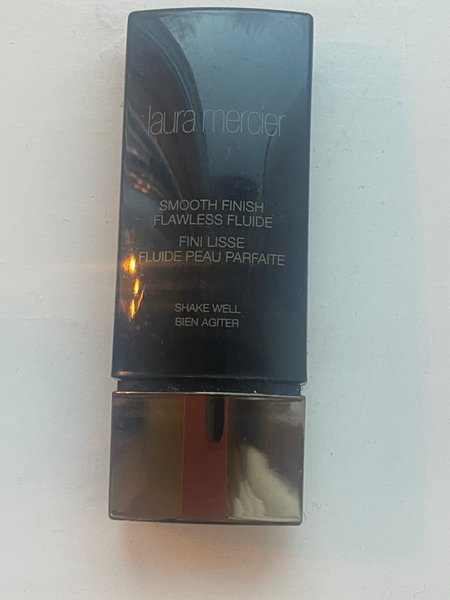 laura mercier
SMOOTH FINISH
FLAWLESS FLUIDE
FINI LISSE
FLUIDE PEAU PARFAITE
SHAKE WELL
BIEN AGITER